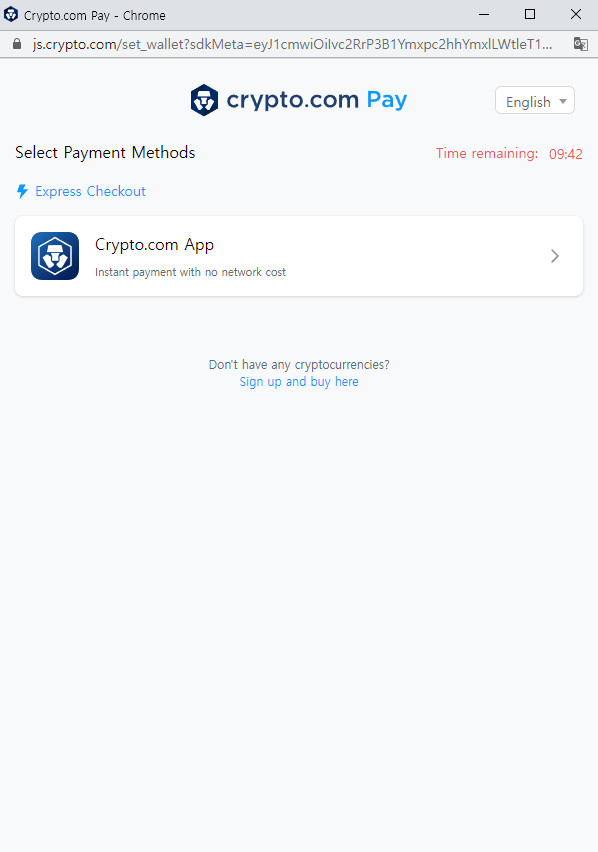 Crypto.com Pay - Chrome
js.crypto.com/set_wallet?sdkMeta=eyJ1cmwiOiIvc2RrP3B1Ymxpc2hhYmxlLWtleT1...
crypto.com Pay
English
Select Payment Methods
Time remaining: 09:42
Express Checkout
Crypto.com App
Instant payment with no network cost
Don't have any cryptocurrencies?
Sign up and buy here